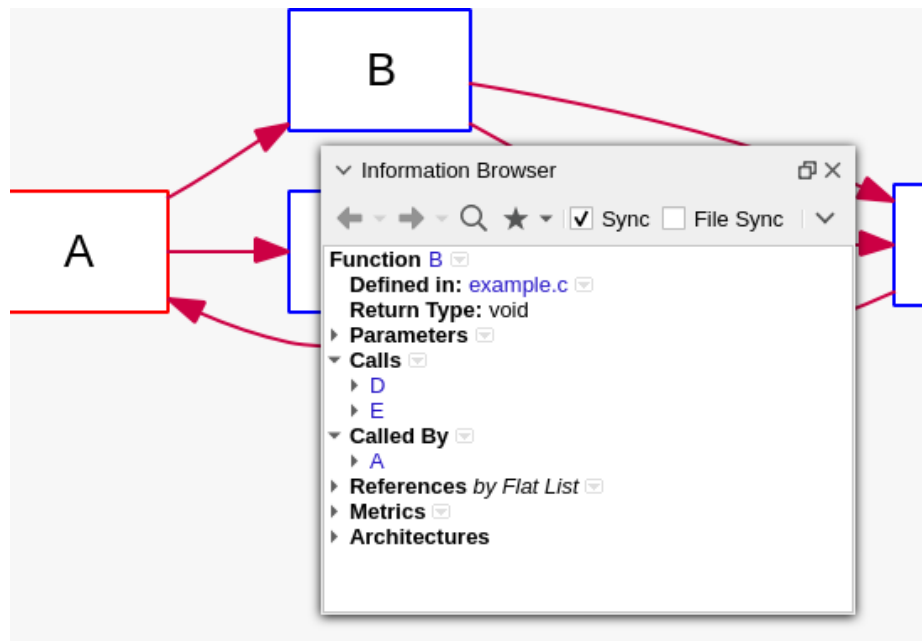 B
A
Information Browser
Sync File Sync
Function B
Defined in: example.c
Return Type: void
Parameters
Calls
D
E
Called By
A
References by Flat List
Metrics
Architectures